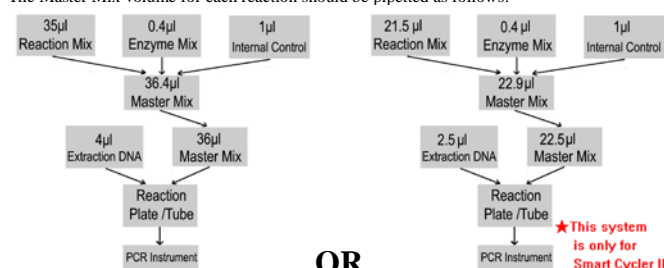 The Master Mix volume for each reaction should be pipetted as follows:
35μl
Reaction Mix
0.4μl
Enzyme Mix
1μl
Internal Control
36.4μl
Master Mix
4μl
Extraction DNA
36μl
Master Mix
Reaction
Plate /Tube
PCR Instrument
OR
21.5 μl
Reaction Mix
0.4 μl
Enzyme Mix
1μl
Internal Control
22.9μl
Master Mix
2.5 μl
Extraction DNA
22.5μl
Master Mix
Reaction
Plate /Tube
PCR Instrument
★This system
is only for
Smart Cycler II